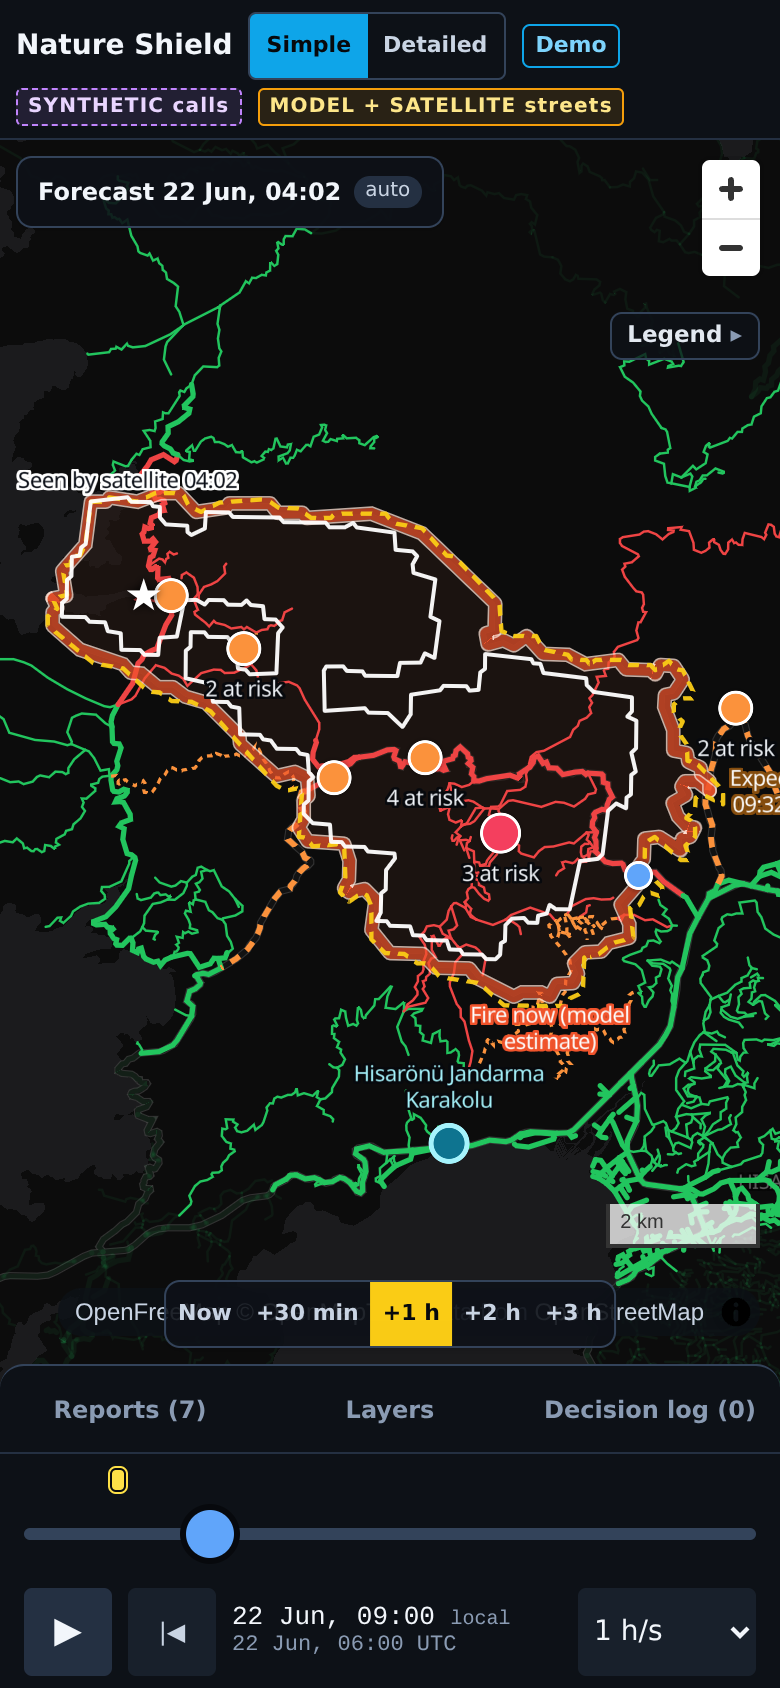 Nature Shield
Simple
Detailed
Demo
SYNTHETIC calls
MODEL + SATELLITE streets
Forecast 22 Jun, 04:02 auto
+
−
Legend ▸
Seen by satellite 04:02
2 at risk
2 at risk
4 at risk
09:32
3 at risk
Fire now (model
estimate)
Hisarönü Jandarma
Karakolu
2 km
Now
+30 min
+1 h
+2 h
+3 h
OpenStreetMap
Reports (7)
Layers
Decision log (0)
22 Jun, 09:00 local
22 Jun, 06:00 UTC
1 h/s